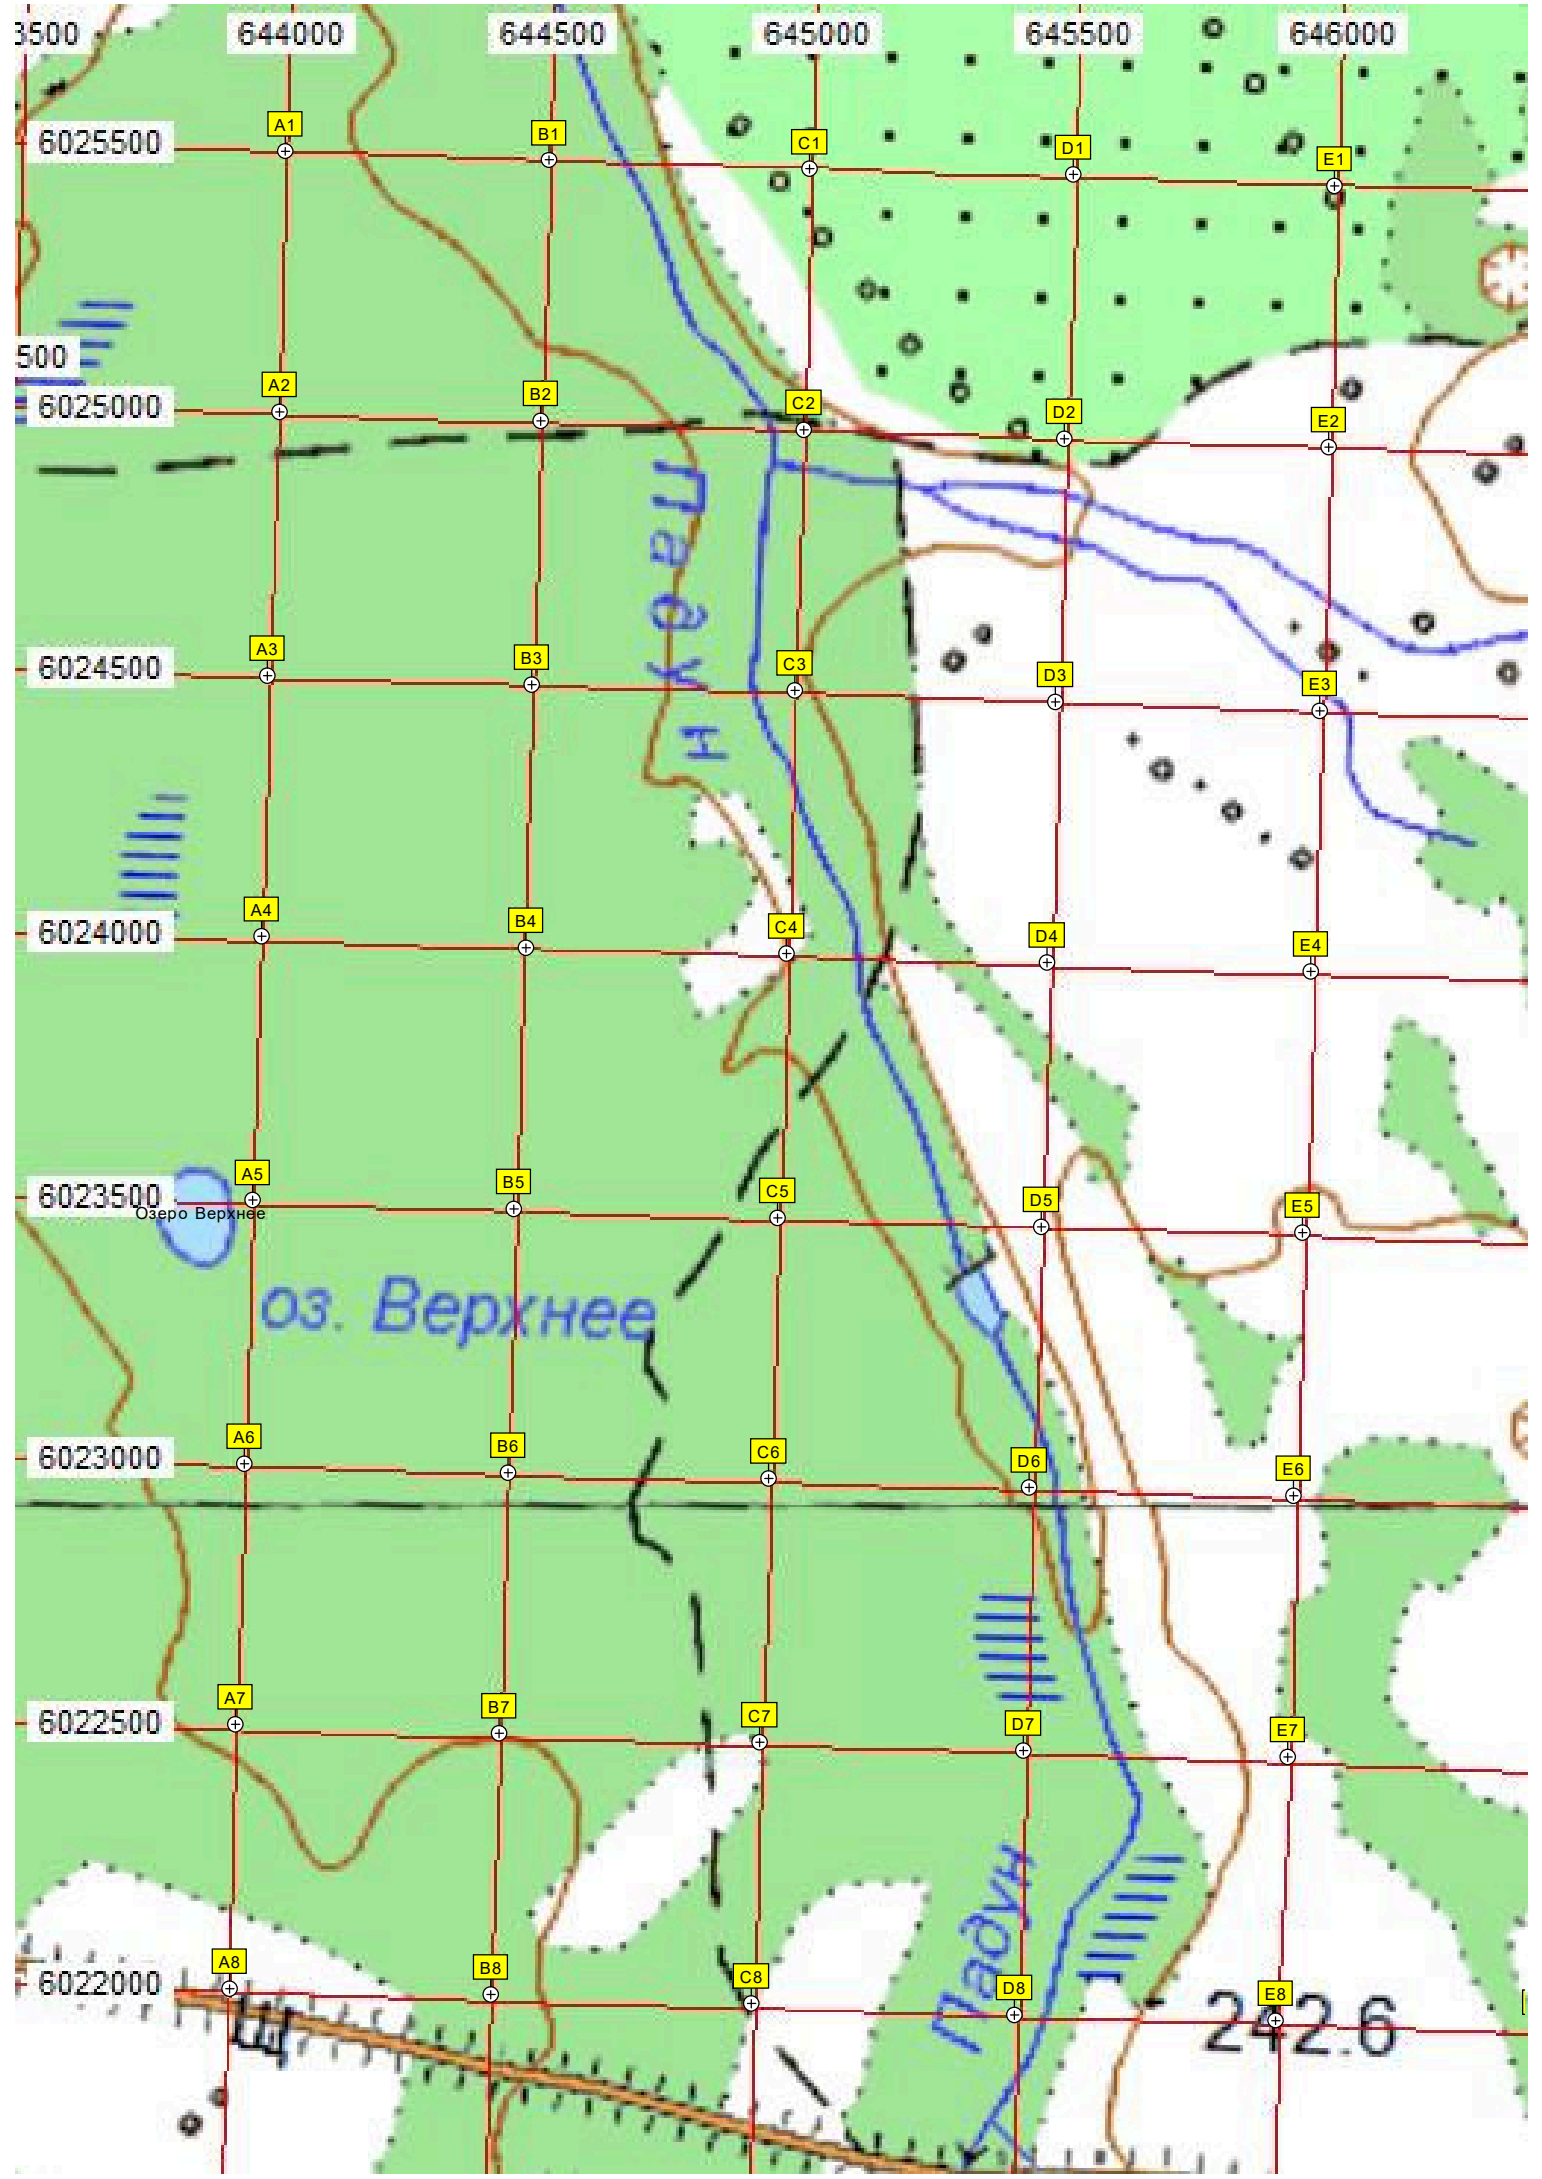 3500 644000 644500 645000 645500 646000
A1 B1 C1 D1 E1
6025500
500
A2 B2 C2 D2 E2
6025000
Падун
A3 B3 C3 D3 E3
6024500
A4 B4 C4 D4 E4
6024000
A5 B5 C5 D5 E5
6023500
Озеро Верхнее
оз. Верхнее
A6 B6 C6 D6 E6
6023000
A7 B7 C7 D7 E7
6022500
Падун
A8 B8 C8 D8 E8
6022000
Щ
242.6